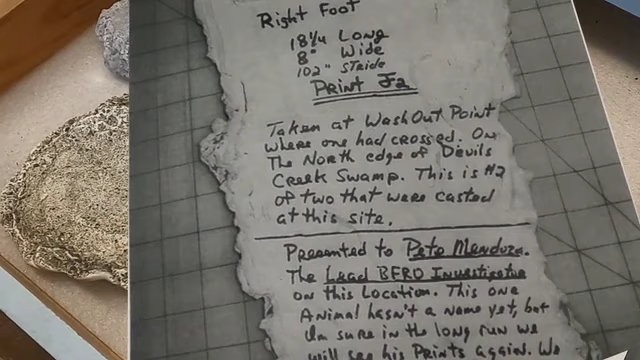 Right Foot
18 1/4 Long
8" Wide
102" Stride
Print J2
Taken at WashOut Point
where one had crossed. On
The North edge of Devils
Creek Swamp. This is #2
of two that were casted
at this site.
Presented to Pete Mendoza.
The Lead BFRO Investigator
on this Location. This one
Animal hasn't a name yet, but
Im sure in the long run we
will see his Prints again. We